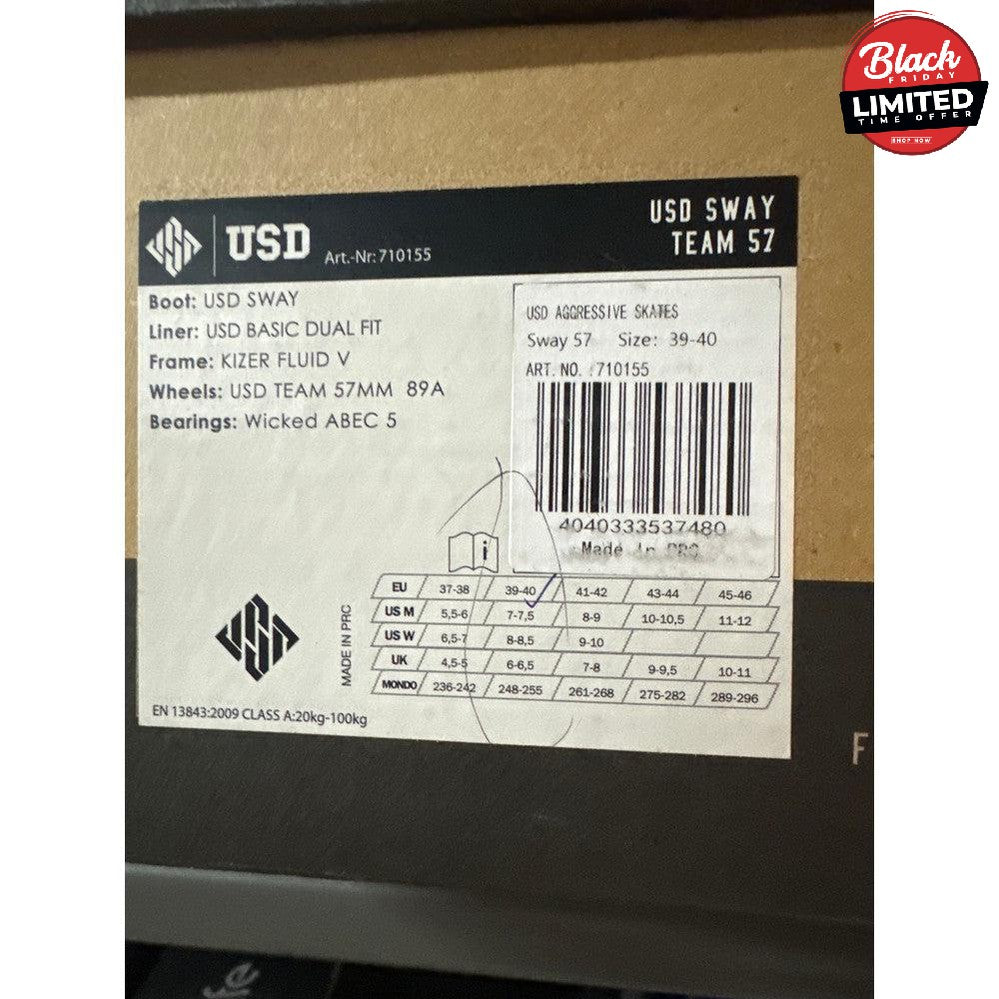 Black
FRIDAY
LIMITED
TIME OFFER
SHOP NOW
USD
Art.-Nr:710155
USD SWAY
TEAM 57
Boot: USD SWAY
Liner: USD BASIC DUAL FIT
Frame: KIZER FLUID V
Wheels: USD TEAM 57MM 89A
Bearings: Wicked ABEC 5
USD AGGRESSIVE SKATES
Sway 57 Size: 39-40
ART. NO. :710155
4040333537480
Made in PRC
i
EU 37-38 39-40 41-42 43-44 45-46
US M 5,5-6 7-7,5 8-9 10-10,5 11-12
US W 6,5-7 8-8,5 9-10
UK 4,5-5 6-6,5 7-8 9-9,5 10-11
MONDO 236-242 248-255 261-268 275-282 289-296
MADE IN PRC
EN 13843:2009 CLASS A:20kg-100kg
F